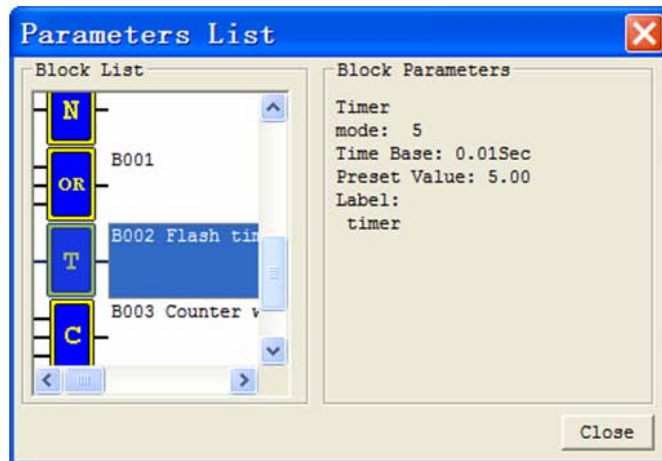 Parameters List
Block List
N
B001
OR
B002 Flash tim
T
B003 Counter w
C
Block Parameters
Timer
mode: 5
Time Base: 0.01Sec
Preset Value: 5.00
Label:
timer
Close